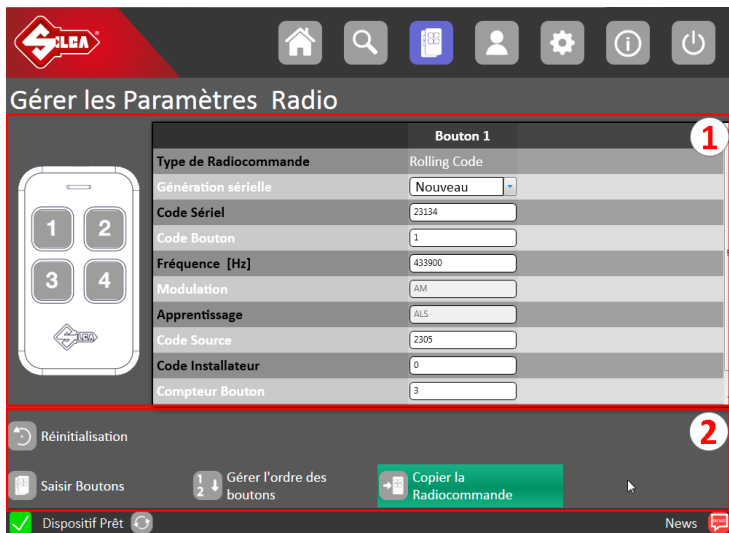 SILCA
Gérer les Paramètres Radio
1
Bouton 1
Type de Radiocommande Rolling Code
Génération sérielle Nouveau
Code Sériel 23134
Code Bouton 1
Fréquence [Hz] 433900
Modulation AM
Apprentissage ALS
Code Source 2305
Code Installateur 0
Compteur Bouton 3
1 2
3 4
SILCA
2
Réinitialisation
Saisir Boutons
1
2
Gérer l'ordre des
boutons
Copier la
Radiocommande
Dispositif Prêt
News
NEWS